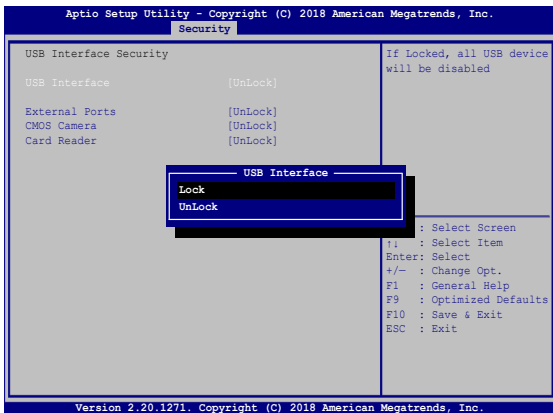 Aptio Setup Utility - Copyright (C) 2018 American Megatrends, Inc.
Security
USB Interface Security
USB Interface [UnLock]
External Ports [UnLock]
CMOS Camera [UnLock]
Card Reader [UnLock]
If Locked, all USB device
will be disabled
USB Interface
Lock
UnLock
: Select Screen
↑↓ : Select Item
Enter: Select
+/— : Change Opt.
F1 : General Help
F9 : Optimized Defaults
F10 : Save & Exit
ESC : Exit
Version 2.20.1271. Copyright (C) 2018 American Megatrends, Inc.